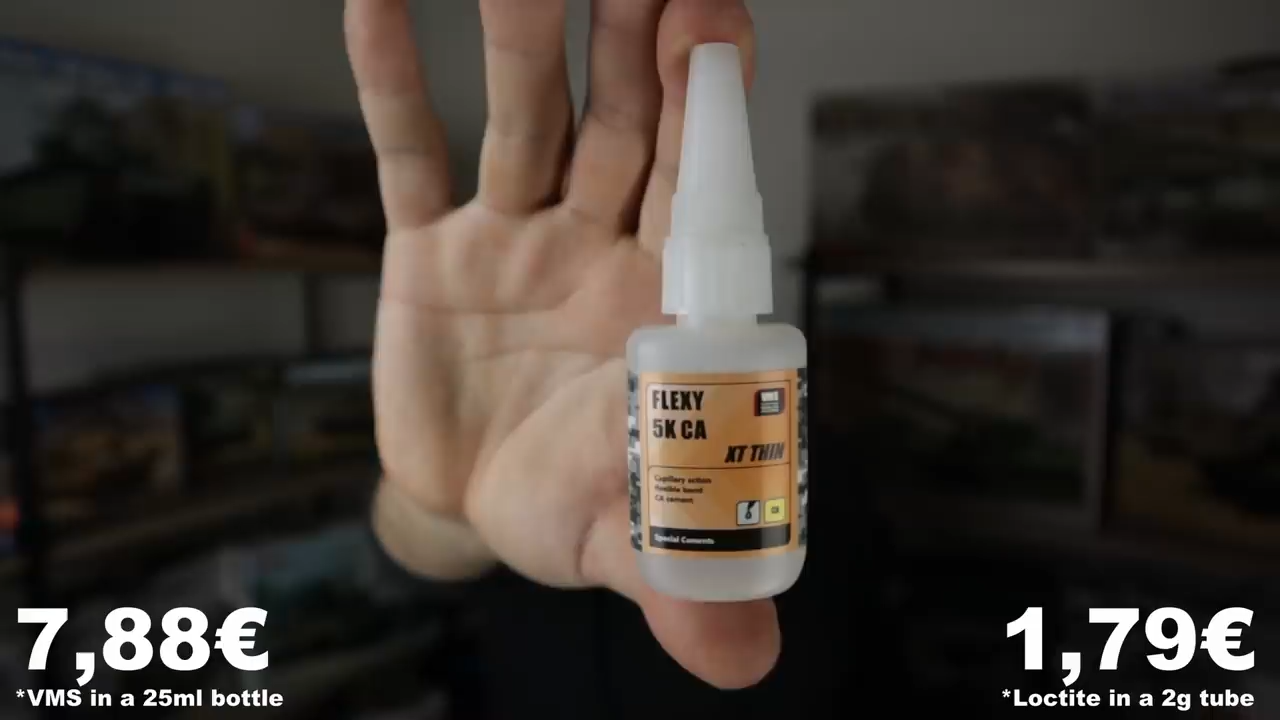 FLEXY
5K CA
XT THIN
Capillary action
flexible bond
CA cement
CA
Special Cements
7,88€
*VMS in a 25ml bottle
1,79€
*Loctite in a 2g tube